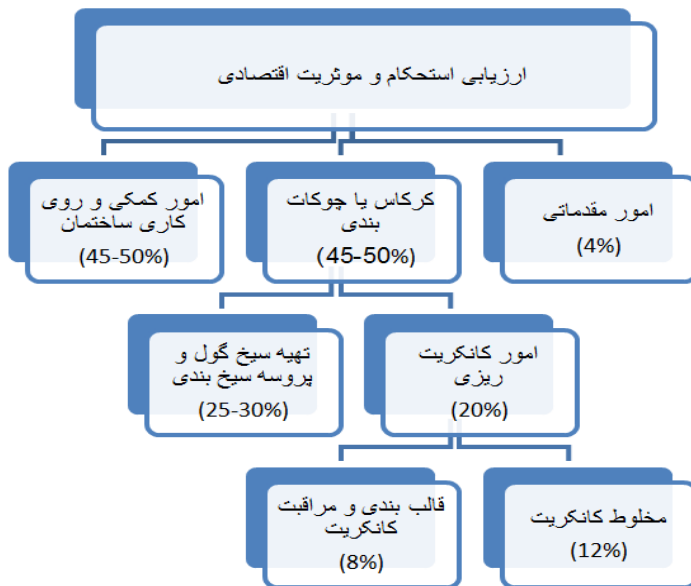 ارزیابی استحکام و موثریت اقتصادی
امور مقدماتی
(4%)
کرکاس یا چوکات
بندی
(45-50%)
امور کمکی و روی
کاری ساختمان
(45-50%)
امور کانکریت
ریزی
(20%)
تهیه سیخ گول و
پروسه سیخ بندی
(25-30%)
مخلوط کانکریت
(12%)
قالب بندی و مراقبت
کانکریت
(8%)